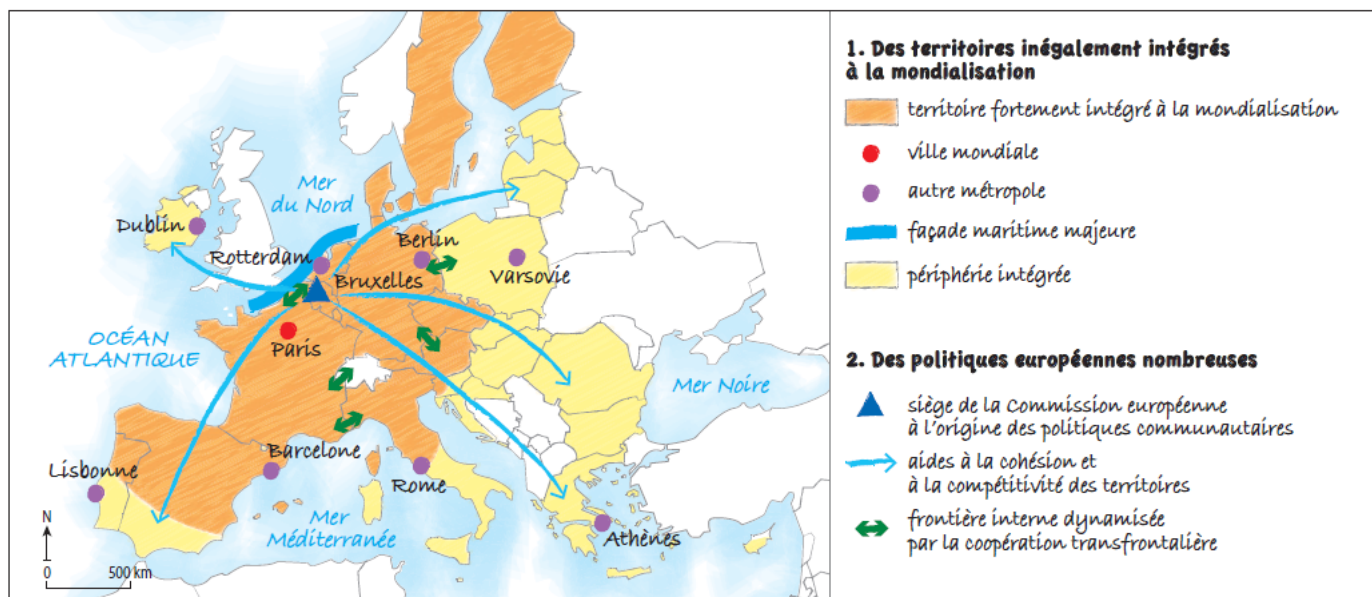 Mer
du Nord
Dublin
Rotterdam
Berlin
Bruxelles
Varsovie
OCÉAN
ATLANTIQUE
Paris
Mer Noire
Barcelone
Lisbonne
Rome
Mer
Méditerranée
Athènes
N
0 500 km
1. Des territoires inégalement intégrés
à la mondialisation
territoire fortement intégré à la mondialisation
ville mondiale
autre métropole
façade maritime majeure
périphérie intégrée
2. Des politiques européennes nombreuses
siège de la Commission européenne
à l'origine des politiques communautaires
aides à la cohésion et
à la compétitivité des territoires
frontière interne dynamisée
par la coopération transfrontalière